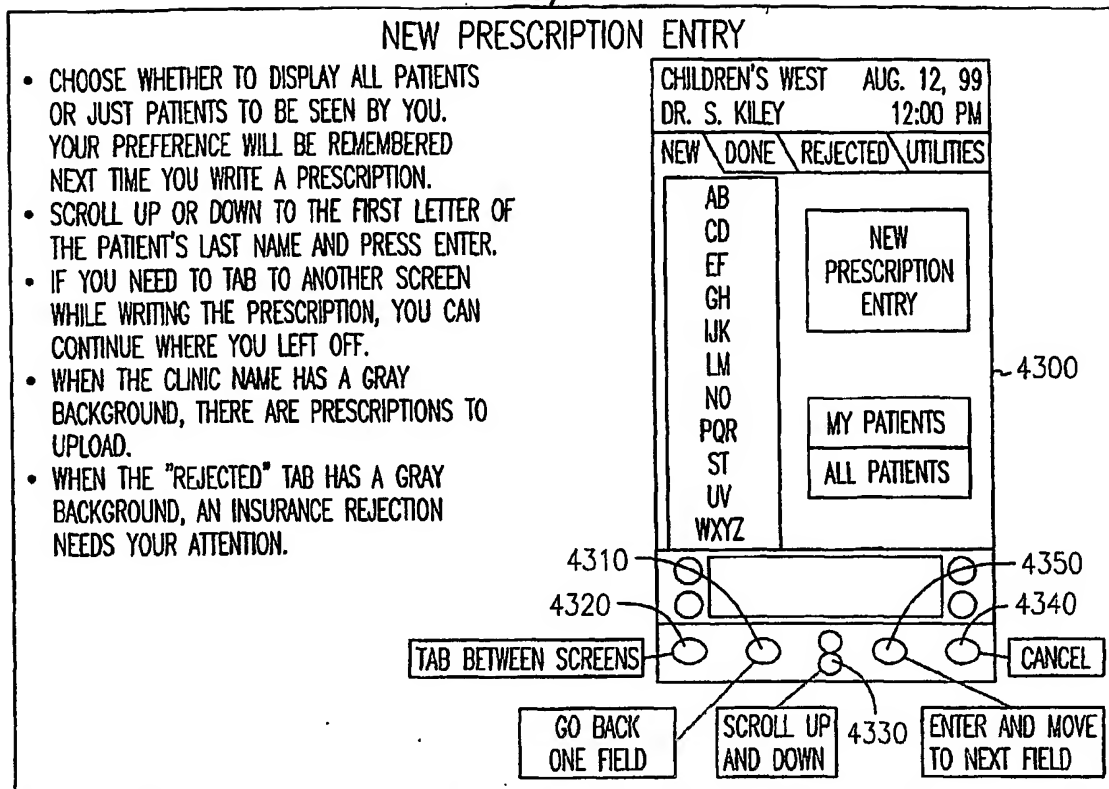 NEW PRESCRIPTION ENTRY
• CHOOSE WHETHER TO DISPLAY ALL PATIENTS
OR JUST PATIENTS TO BE SEEN BY YOU.
YOUR PREFERENCE WILL BE REMEMBERED
NEXT TIME YOU WRITE A PRESCRIPTION.
• SCROLL UP OR DOWN TO THE FIRST LETTER OF
THE PATIENT'S LAST NAME AND PRESS ENTER.
• IF YOU NEED TO TAB TO ANOTHER SCREEN
WHILE WRITING THE PRESCRIPTION, YOU CAN
CONTINUE WHERE YOU LEFT OFF.
• WHEN THE CLINIC NAME HAS A GRAY
BACKGROUND, THERE ARE PRESCRIPTIONS TO
UPLOAD.
• WHEN THE "REJECTED" TAB HAS A GRAY
BACKGROUND, AN INSURANCE REJECTION
NEEDS YOUR ATTENTION.
CHILDREN'S WEST AUG. 12, 99
DR. S. KILEY 12:00 PM
NEW DONE REJECTED UTILITIES
AB
CD
EF
GH
IJK
LM
NO
PQR
ST
UV
WXYZ
NEW
PRESCRIPTION
ENTRY
MY PATIENTS
ALL PATIENTS
4300
4310
4320
4350
4340
TAB BETWEEN SCREENS
CANCEL
GO BACK
ONE FIELD
SCROLL UP
AND DOWN
4330
ENTER AND MOVE
TO NEXT FIELD